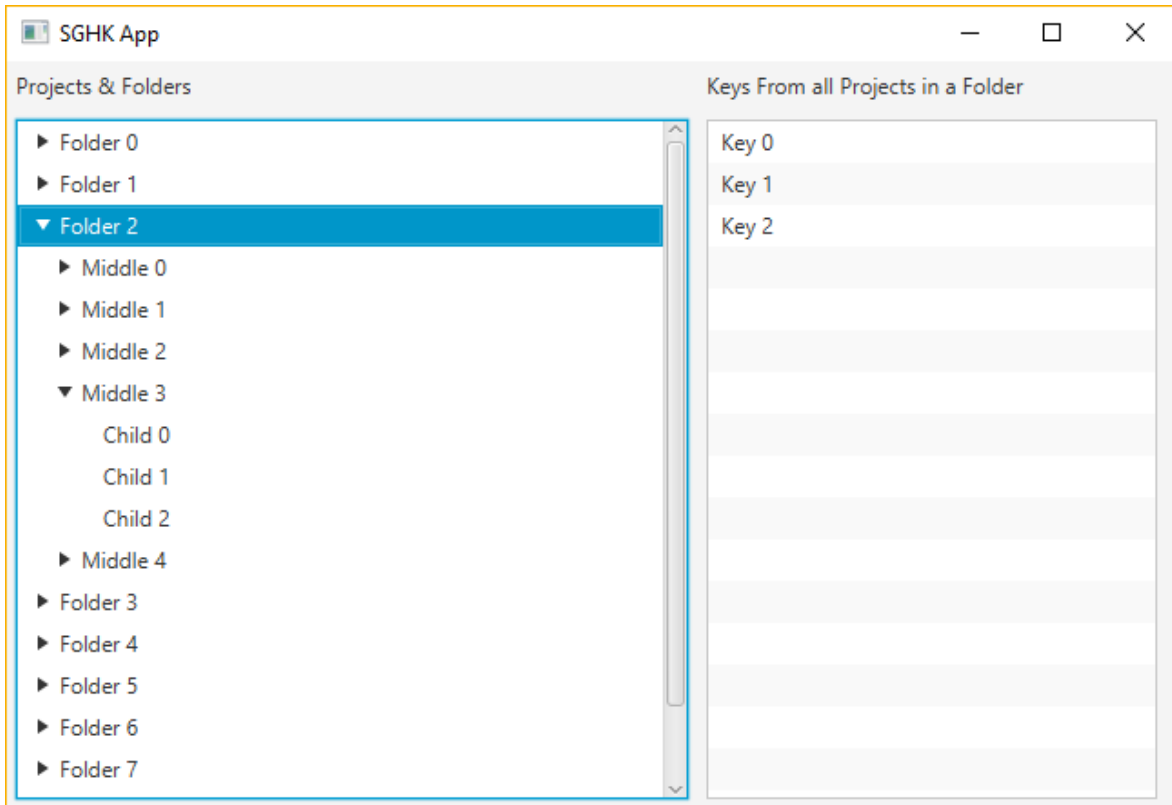 SGHK App
Projects & Folders
Folder 0
Folder 1
Folder 2
Middle 0
Middle 1
Middle 2
Middle 3
Child 0
Child 1
Child 2
Middle 4
Folder 3
Folder 4
Folder 5
Folder 6
Folder 7
Keys From all Projects in a Folder
Key 0
Key 1
Key 2